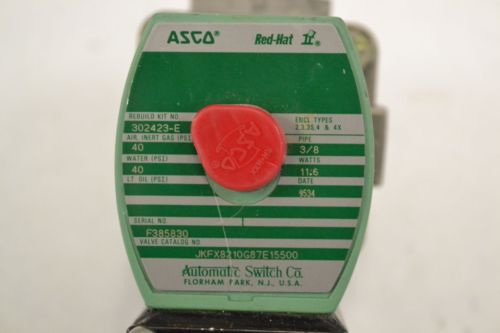 ASCO® Red-Hat II®
REBUILD KIT NO. ENCL TYPES
302423-E 2,3,3S,4 & 4X
AIR INERT GAS (PSI) PIPE
40 3/8
WATER (PSI) WATTS
40 11.6
LT. OIL (PSI) DATE
9534
ASCO
SERIAL NO
F385830
VALVE CATALOG NO.
JKFX8210G87E15500
Automatic Switch Co.
FLORHAM PARK, N.J., U.S.A.